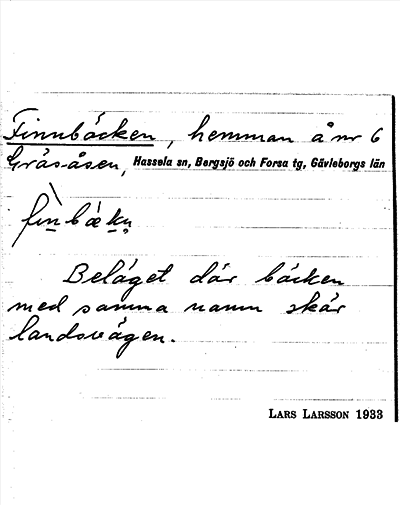 Finnbäcken, hemman å nr 6
Gräsåsen, Hassela sn, Bergsjö och Forsa tg, Gävleborgs län
Beläget där bäcken
med samma namn skär
landsvägen.
LARS LARSSON 1933